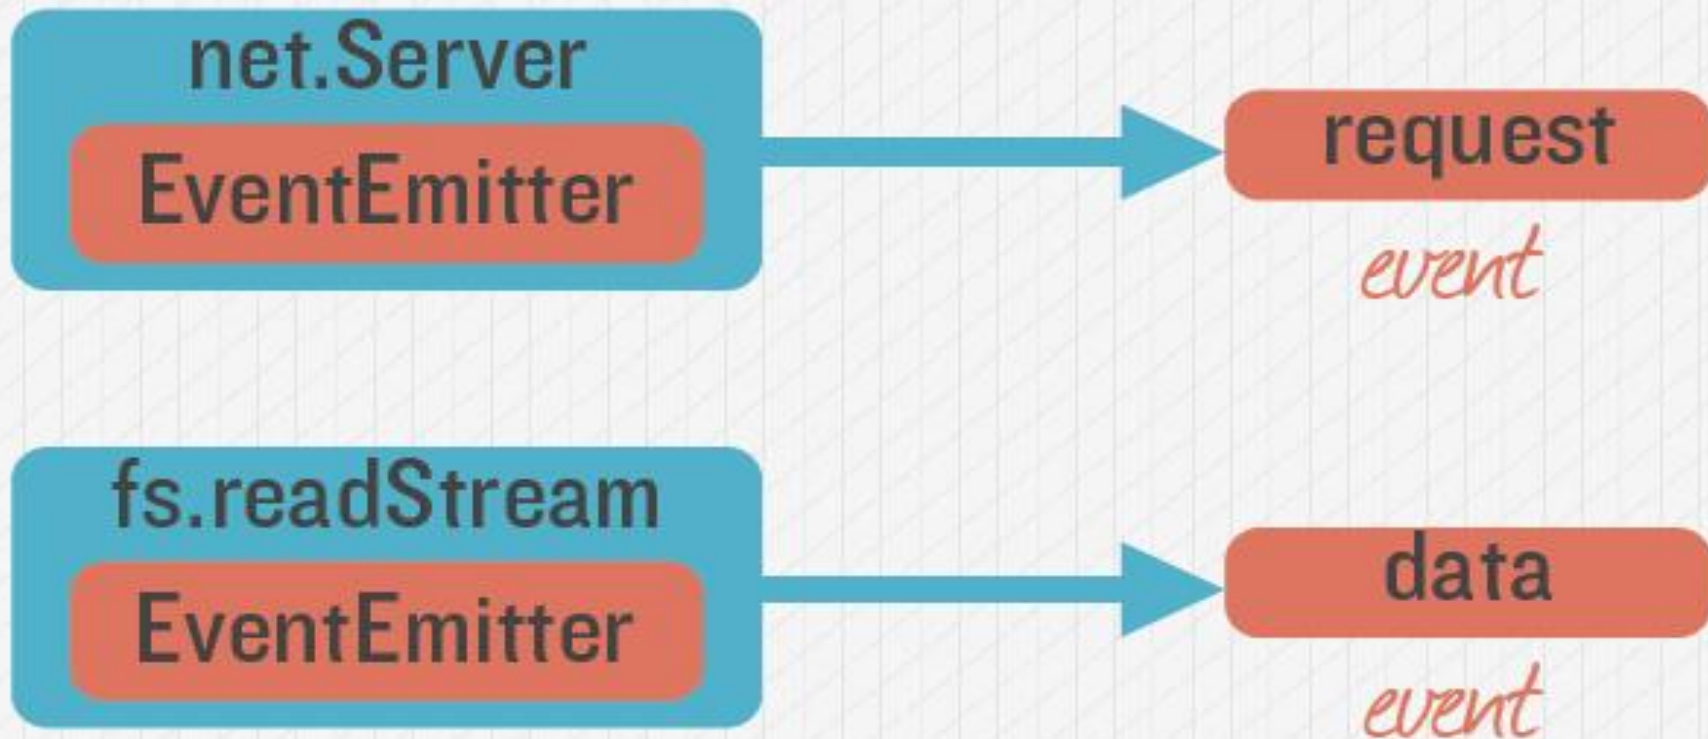 net.Server
EventEmitter
request
event
fs.readStream
EventEmitter
data
event